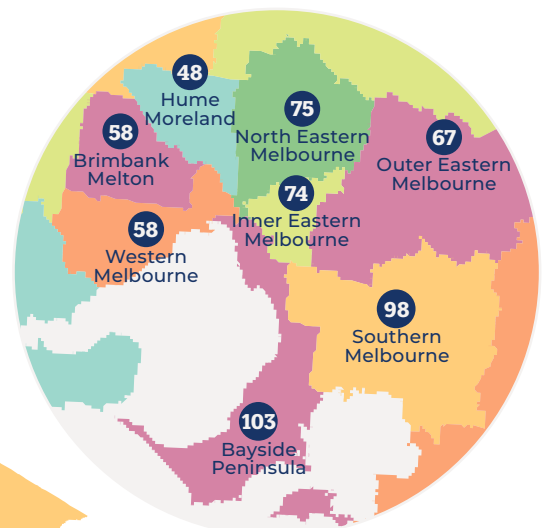 48
Hume
Moreland
75
North Eastern
Melbourne
58
Brimbank
Melton
67
Outer Eastern
Melbourne
74
Inner Eastern
Melbourne
58
Western
Melbourne
98
Southern
Melbourne
103
Bayside
Peninsula